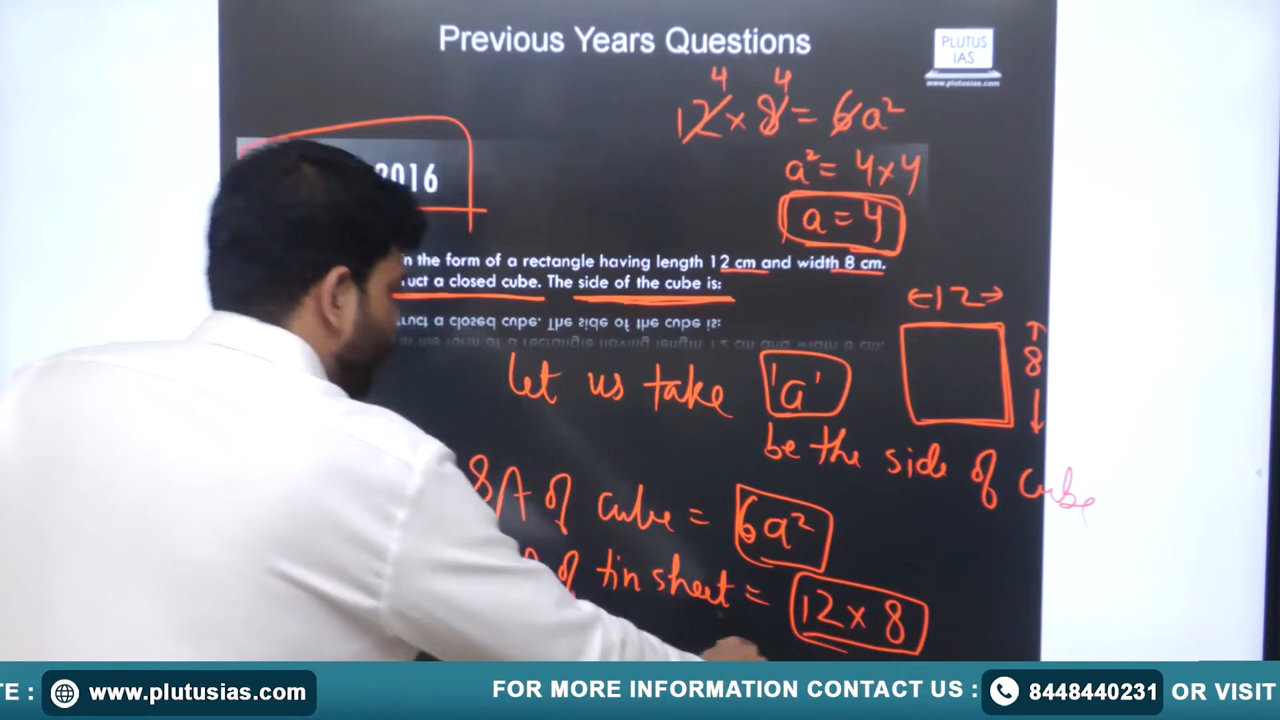 Previous Years Questions
PLUTUS
IAS
www.plutusias.com
4 4
12 × 8 = 6a²
a² = 4×4
a = 4
2016
in the form of a rectangle having length 12 cm and width 8 cm.
a closed cube. The side of the cube is:
12
8
let us take 'a'
be the side of cube
SA of cube = 6a²
of tin sheet = 12 × 8
TE : www.plutusias.com FOR MORE INFORMATION CONTACT US : 8448440231 OR VISIT